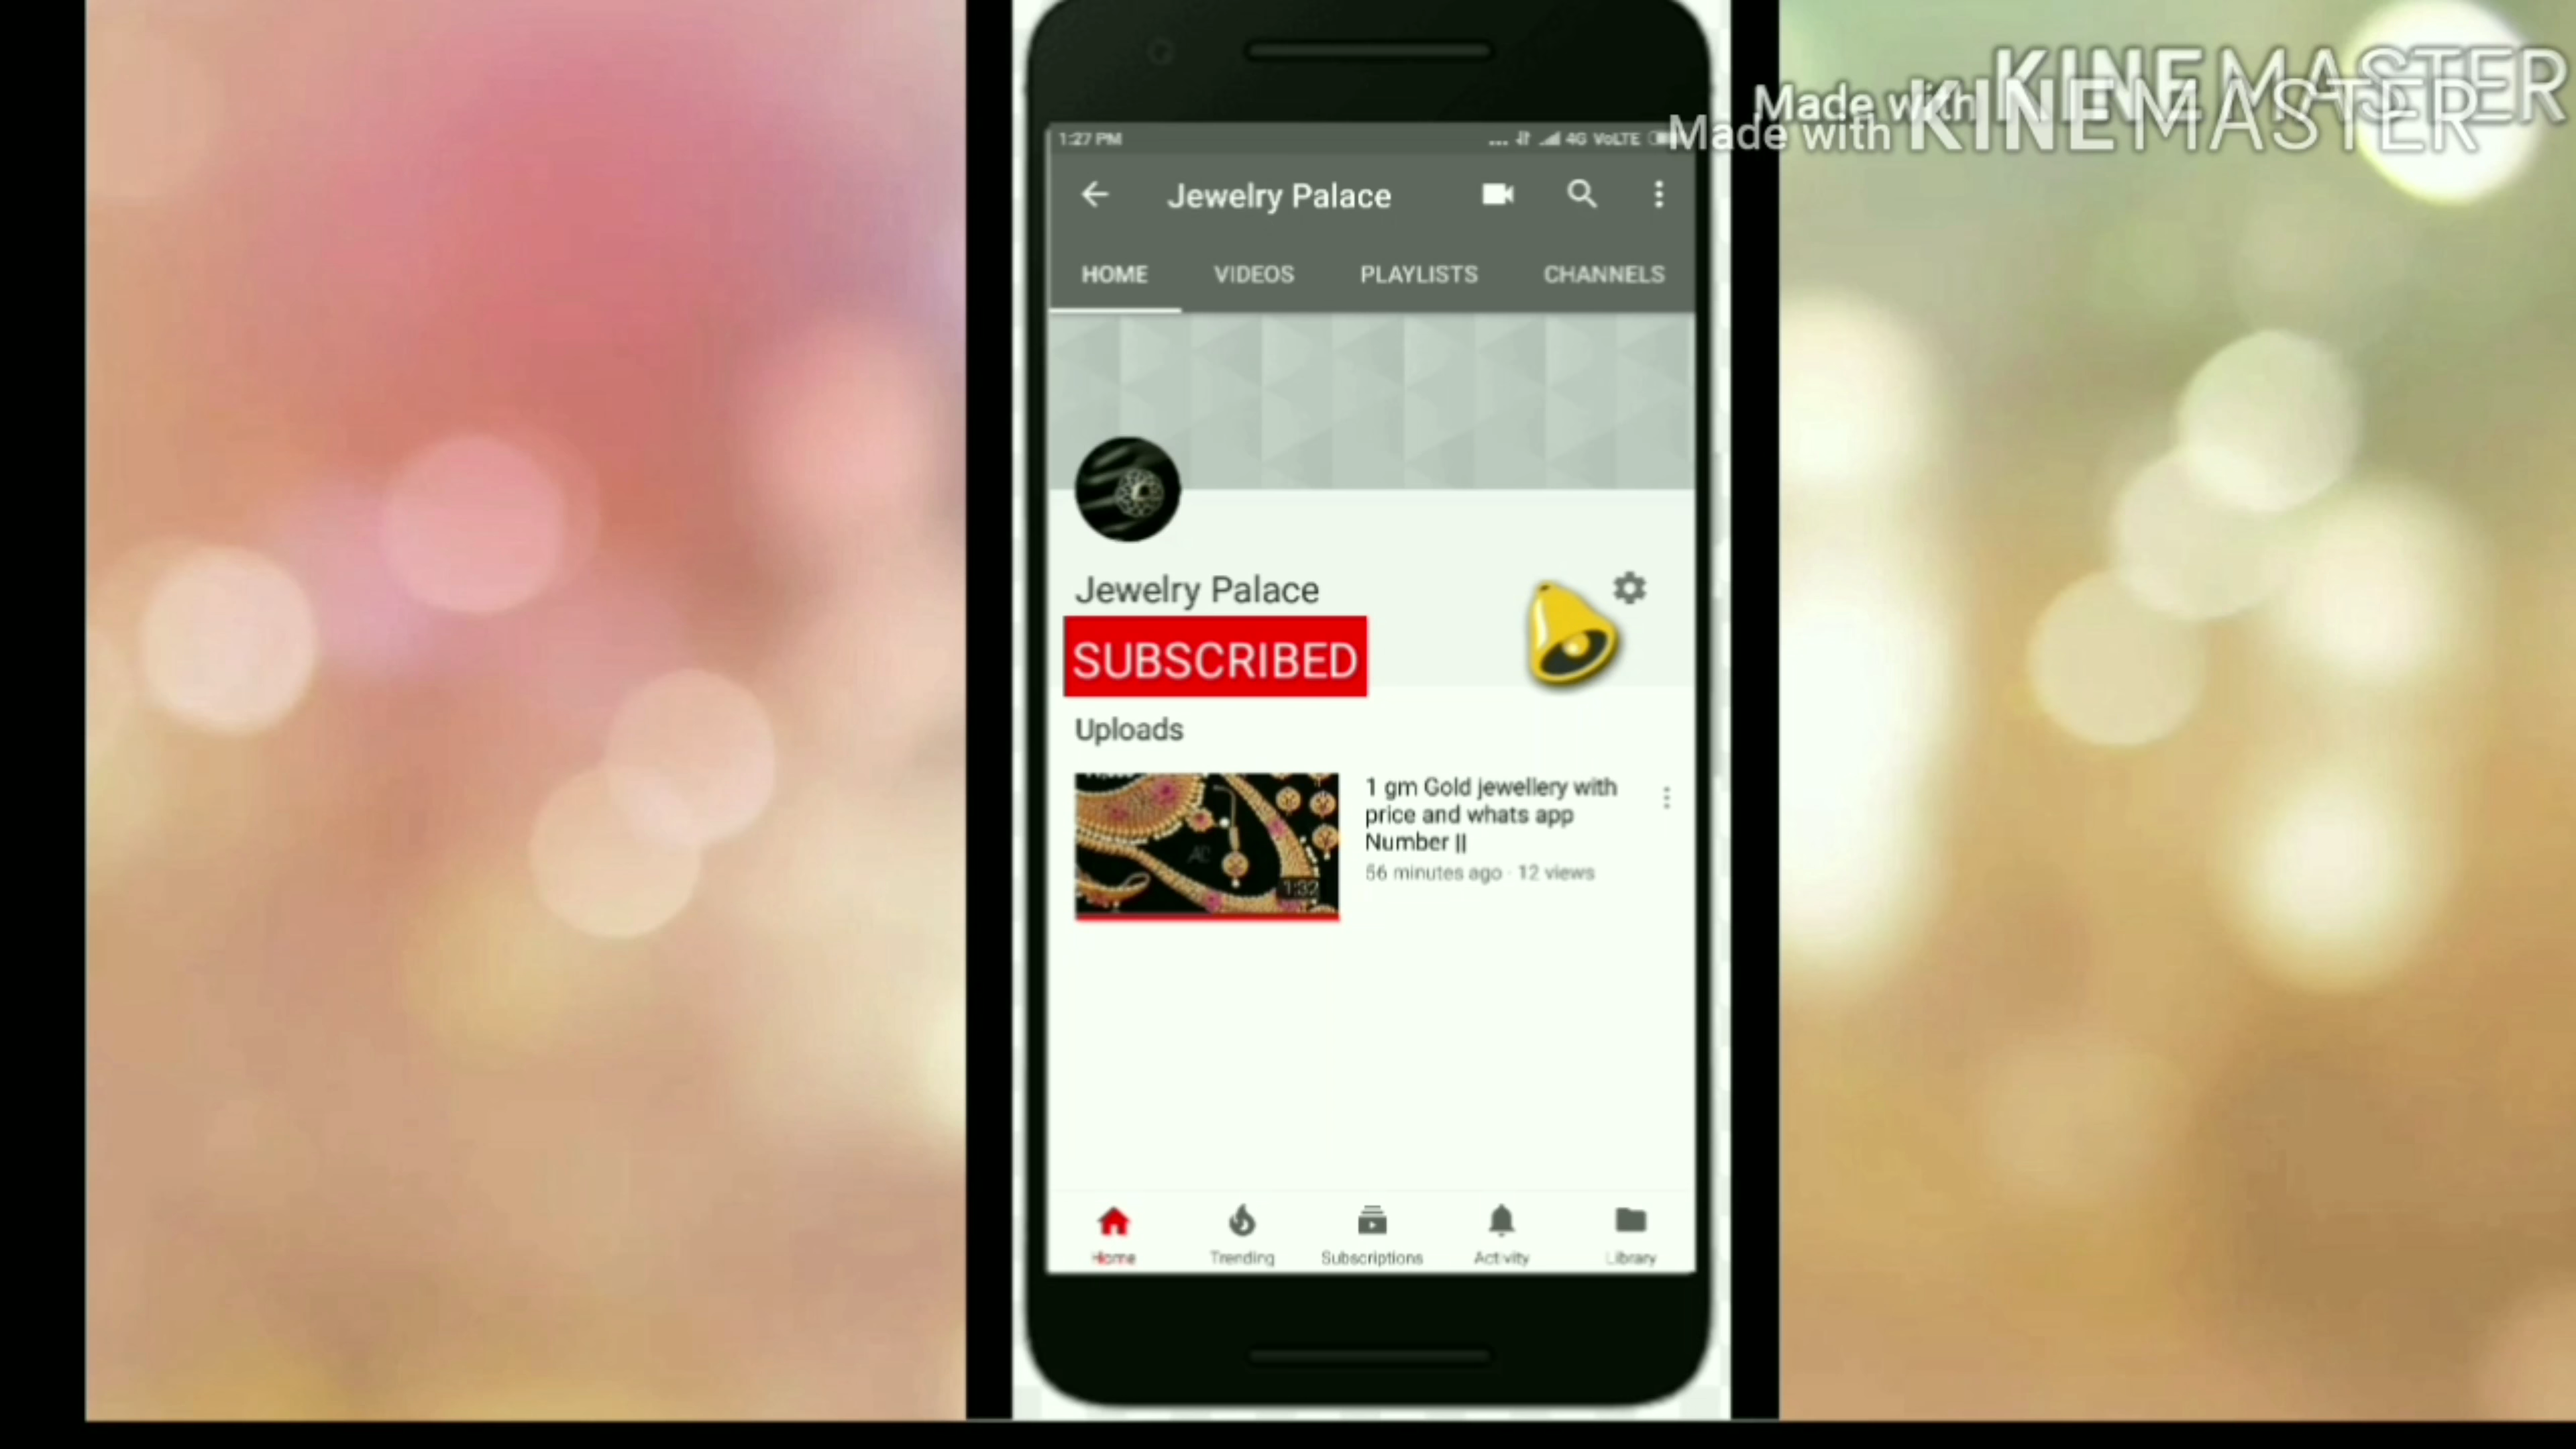 Made with KINEMASTER
Made with KINEMASTER
1:27 PM
4G VoLTE
Jewelry Palace
HOME VIDEOS PLAYLISTS CHANNELS
Jewelry Palace
SUBSCRIBED
Uploads
1 gm Gold jewellery with
price and whats app
Number ||
56 minutes ago · 12 views
1:32
Home Trending Subscriptions Activity Library